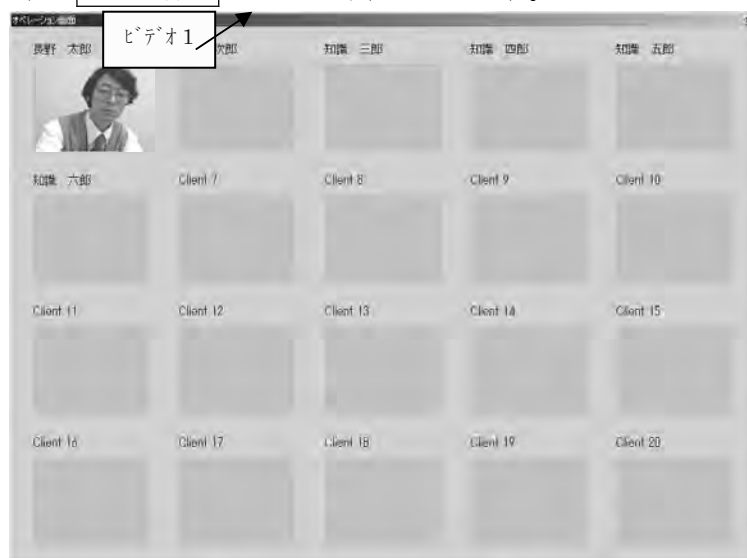 オペレーション画面
ビデオ1
長野 太郎
次郎
知識 三郎
知識 四郎
知識 五郎
知識 六郎
Client 7
Client 8
Client 9
Client 10
Client 11
Client 12
Client 13
Client 14
Client 15
Client 16
Client 17
Client 18
Client 19
Client 20